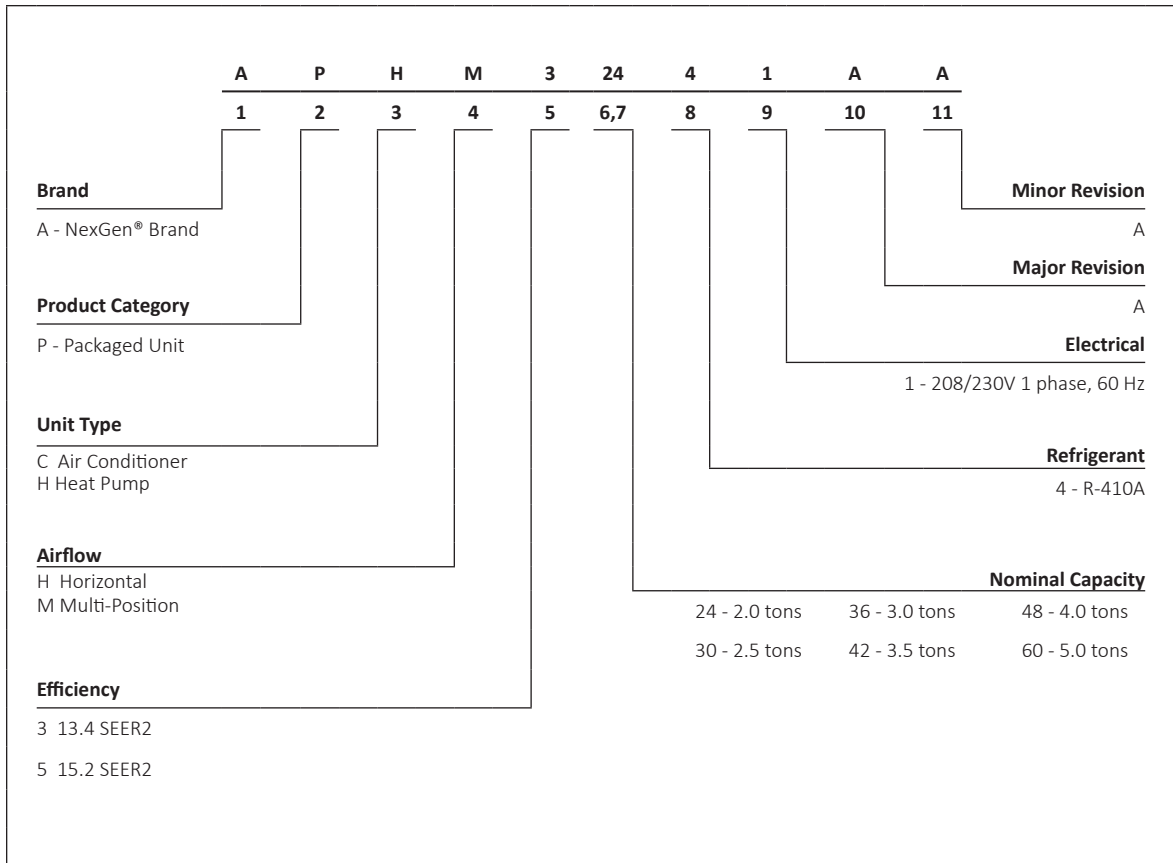 A P H M 3 24 4 1 A A
1 2 3 4 5 6,7 8 9 10 11
Brand
A - NexGen® Brand
Product Category
P - Packaged Unit
Unit Type
C Air Conditioner
H Heat Pump
Airflow
H Horizontal
M Multi-Position
Efficiency
3 13.4 SEER2
5 15.2 SEER2
Minor Revision
A
Major Revision
A
Electrical
1 - 208/230V 1 phase, 60 Hz
Refrigerant
4 - R-410A
Nominal Capacity
24 - 2.0 tons 36 - 3.0 tons 48 - 4.0 tons
30 - 2.5 tons 42 - 3.5 tons 60 - 5.0 tons